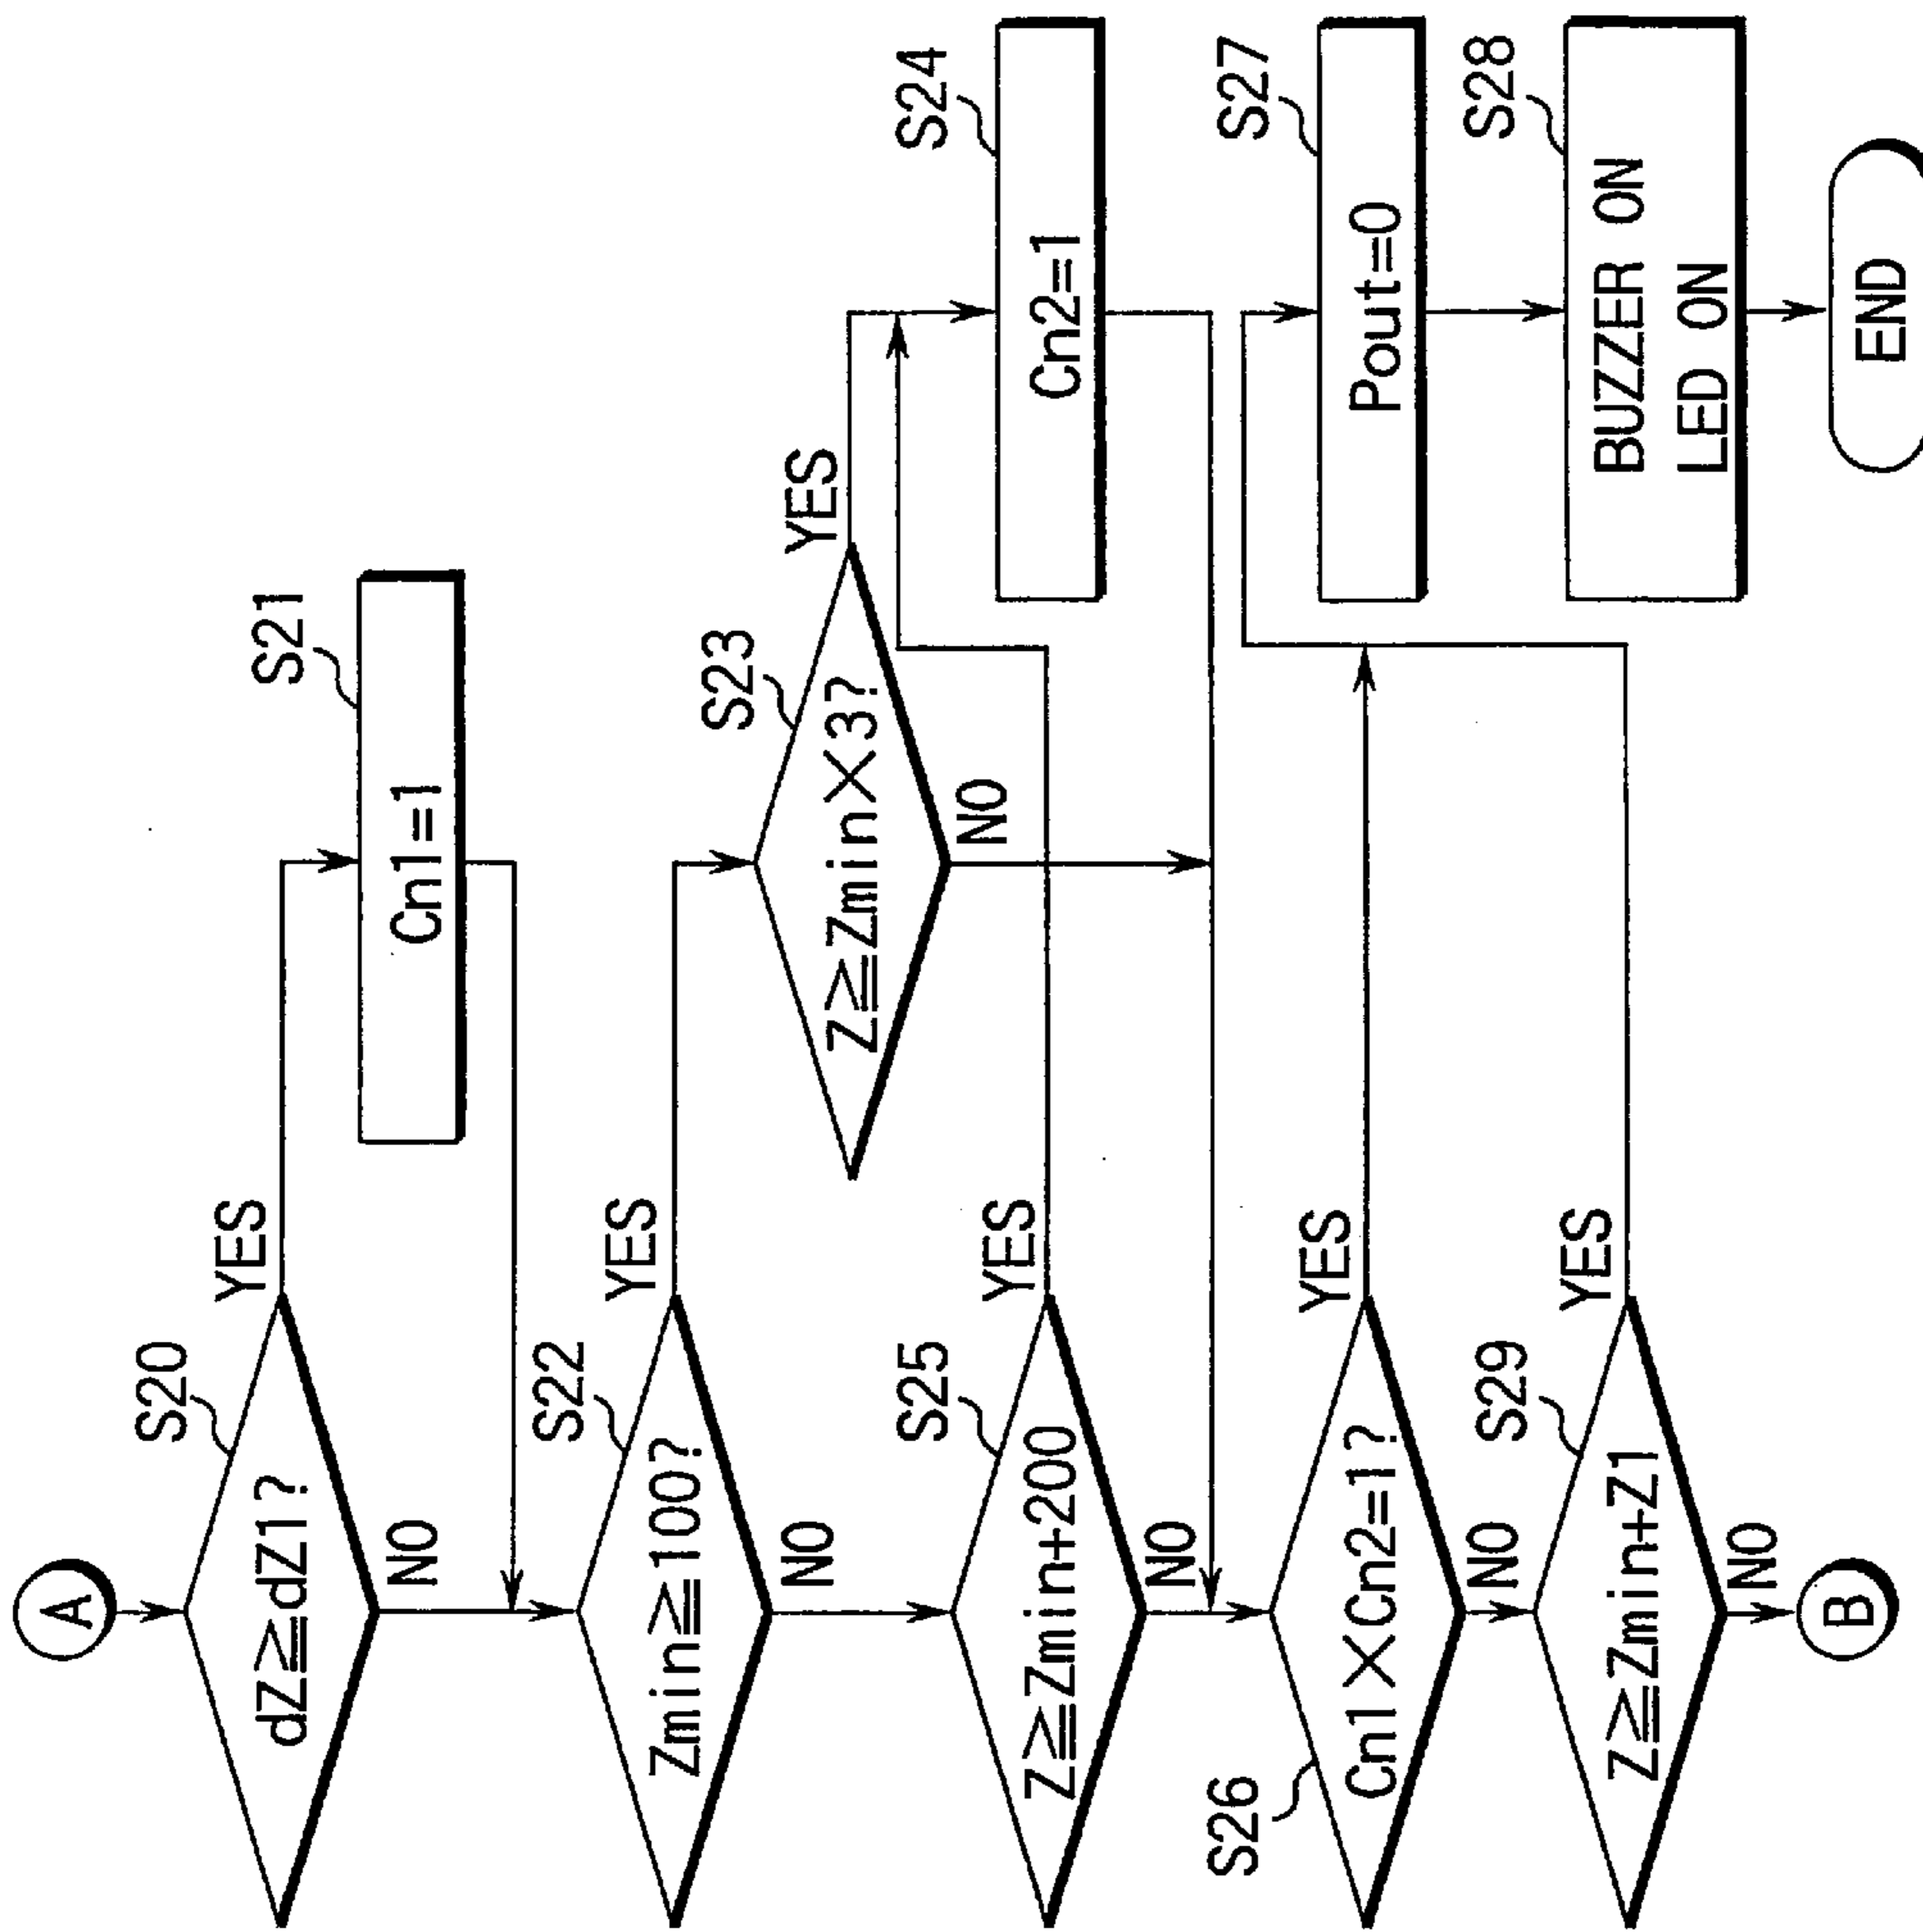 A
S20
dZ≧dZ1?
YES
NO
S21
Cn1=1
S22
Zmin≧100?
YES
NO
S23
Z≧Zmin×3?
YES
NO
S24
Cn2=1
S25
Z≧Zmin+200
YES
NO
S26
Cn1×Cn2=1?
YES
NO
S27
Pout=0
S28
BUZZER ON
LED ON
END
S29
Z≧Zmin+Z1
YES
NO
B